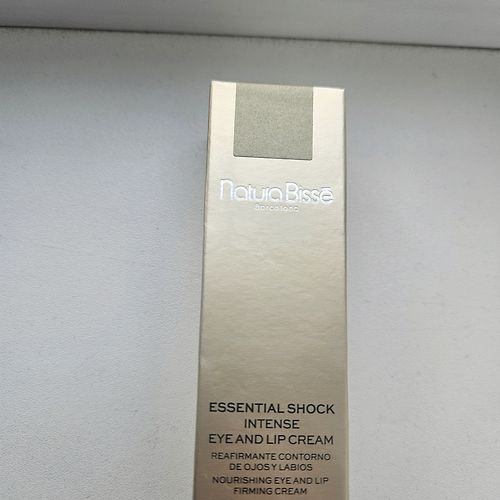 Natura Bissé
Barcelona
ESSENTIAL SHOCK
INTENSE
EYE AND LIP CREAM
REAFIRMANTE CONTORNO
DE OJOS Y LABIOS
NOURISHING EYE AND LIP
FIRMING CREAM